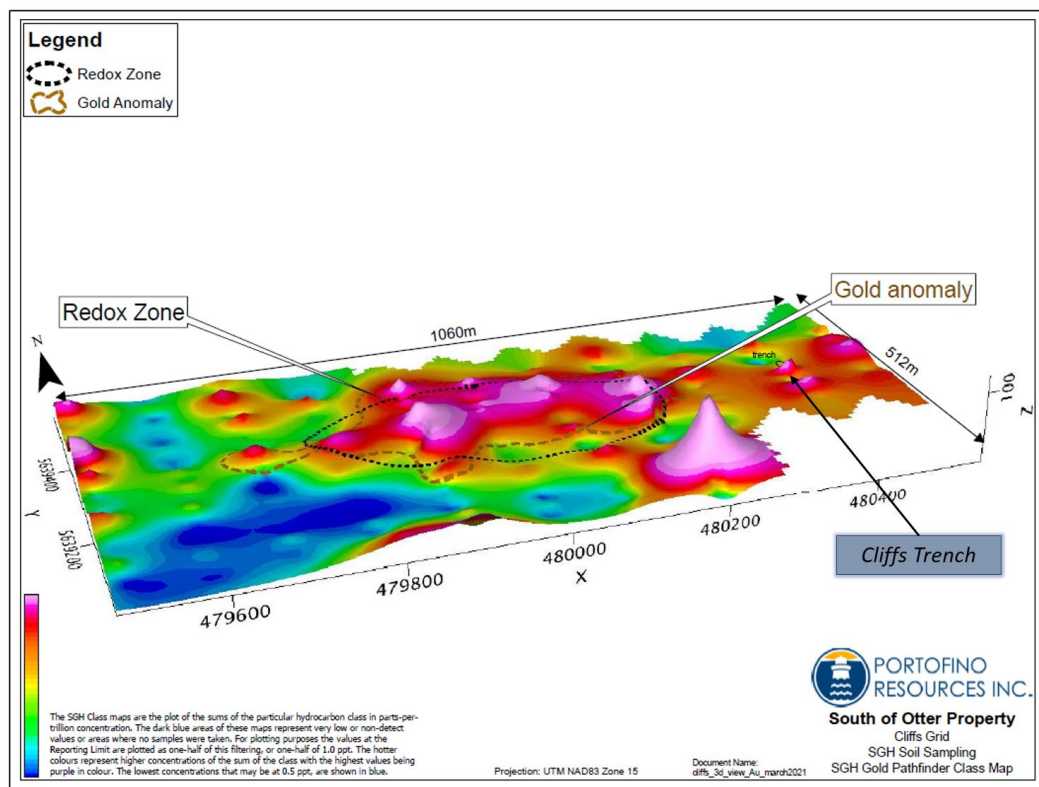 Legend
Redox Zone
Gold Anomaly
Redox Zone
Gold anomaly
1060m
512m
trench
N
100
Z
5639400
5639200
Y
479600
479800
480000
480200
480400
X
Cliffs Trench
PORTOFINO
RESOURCES INC.
South of Otter Property
Cliffs Grid
SGH Soil Sampling
SGH Gold Pathfinder Class Map
The SGH Class maps are the plot of the sums of the particular hydrocarbon class in parts-per-
trillion concentration. The dark blue areas of these maps represent very low or non-detect
values or areas where no samples were taken. For plotting purposes the values at the
Reporting Limit are plotted as one-half of this filtering, or one-half of 1.0 ppt. The hotter
colours represent higher concentrations of the sum of the class with the highest values being
purple in colour. The lowest concentrations that may be at 0.5 ppt, are shown in blue.
Projection: UTM NAD83 Zone 15
Document Name:
cliffs_3d_view_Au_march2021